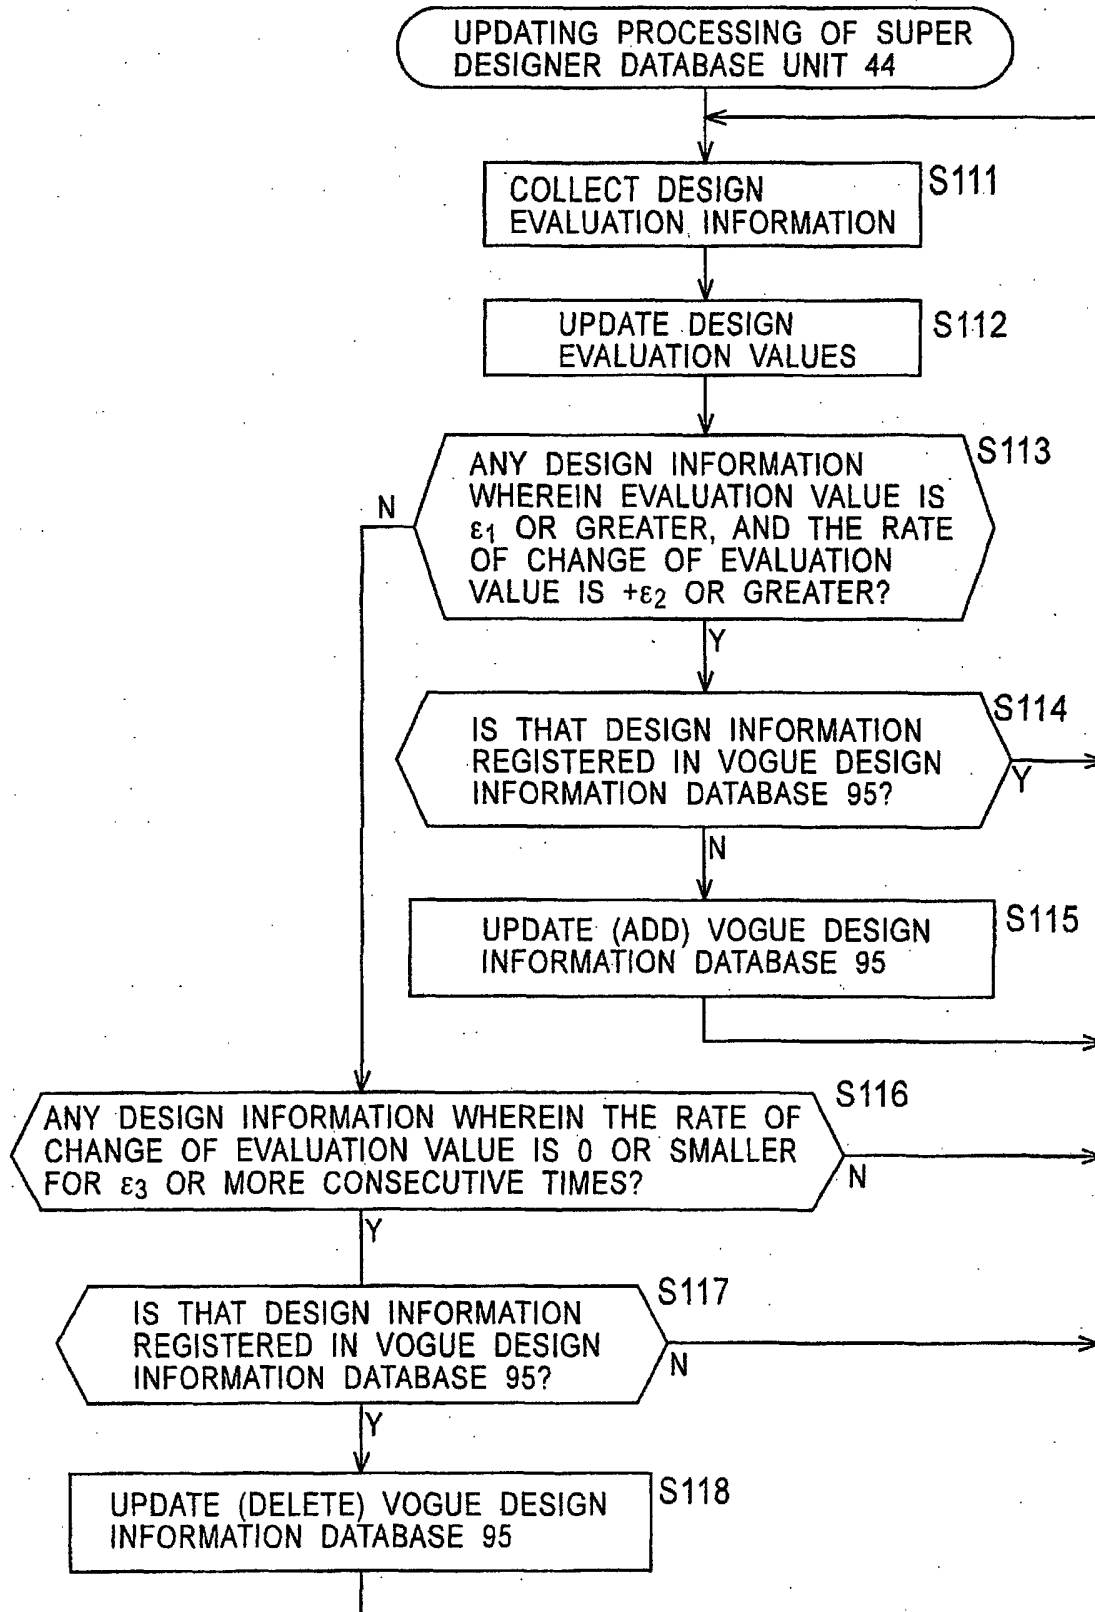 UPDATING PROCESSING OF SUPER
DESIGNER DATABASE UNIT 44
COLLECT DESIGN
EVALUATION INFORMATION
S111
UPDATE DESIGN
EVALUATION VALUES
S112
ANY DESIGN INFORMATION
WHEREIN EVALUATION VALUE IS
ε1 OR GREATER, AND THE RATE
OF CHANGE OF EVALUATION
VALUE IS +ε2 OR GREATER?
S113
N
Y
IS THAT DESIGN INFORMATION
REGISTERED IN VOGUE DESIGN
INFORMATION DATABASE 95?
S114
Y
N
UPDATE (ADD) VOGUE DESIGN
INFORMATION DATABASE 95
S115
ANY DESIGN INFORMATION WHEREIN THE RATE OF
CHANGE OF EVALUATION VALUE IS 0 OR SMALLER
FOR ε3 OR MORE CONSECUTIVE TIMES?
S116
N
Y
IS THAT DESIGN INFORMATION
REGISTERED IN VOGUE DESIGN
INFORMATION DATABASE 95?
S117
N
Y
UPDATE (DELETE) VOGUE DESIGN
INFORMATION DATABASE 95
S118